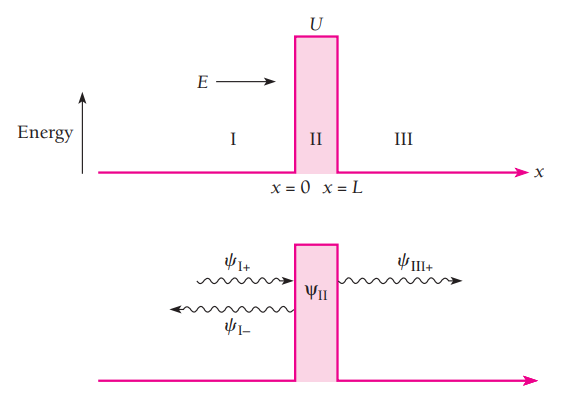 U
E
Energy
I II III
x
x = 0 x = L
ψI+
ψIII+
ψII
ψI–